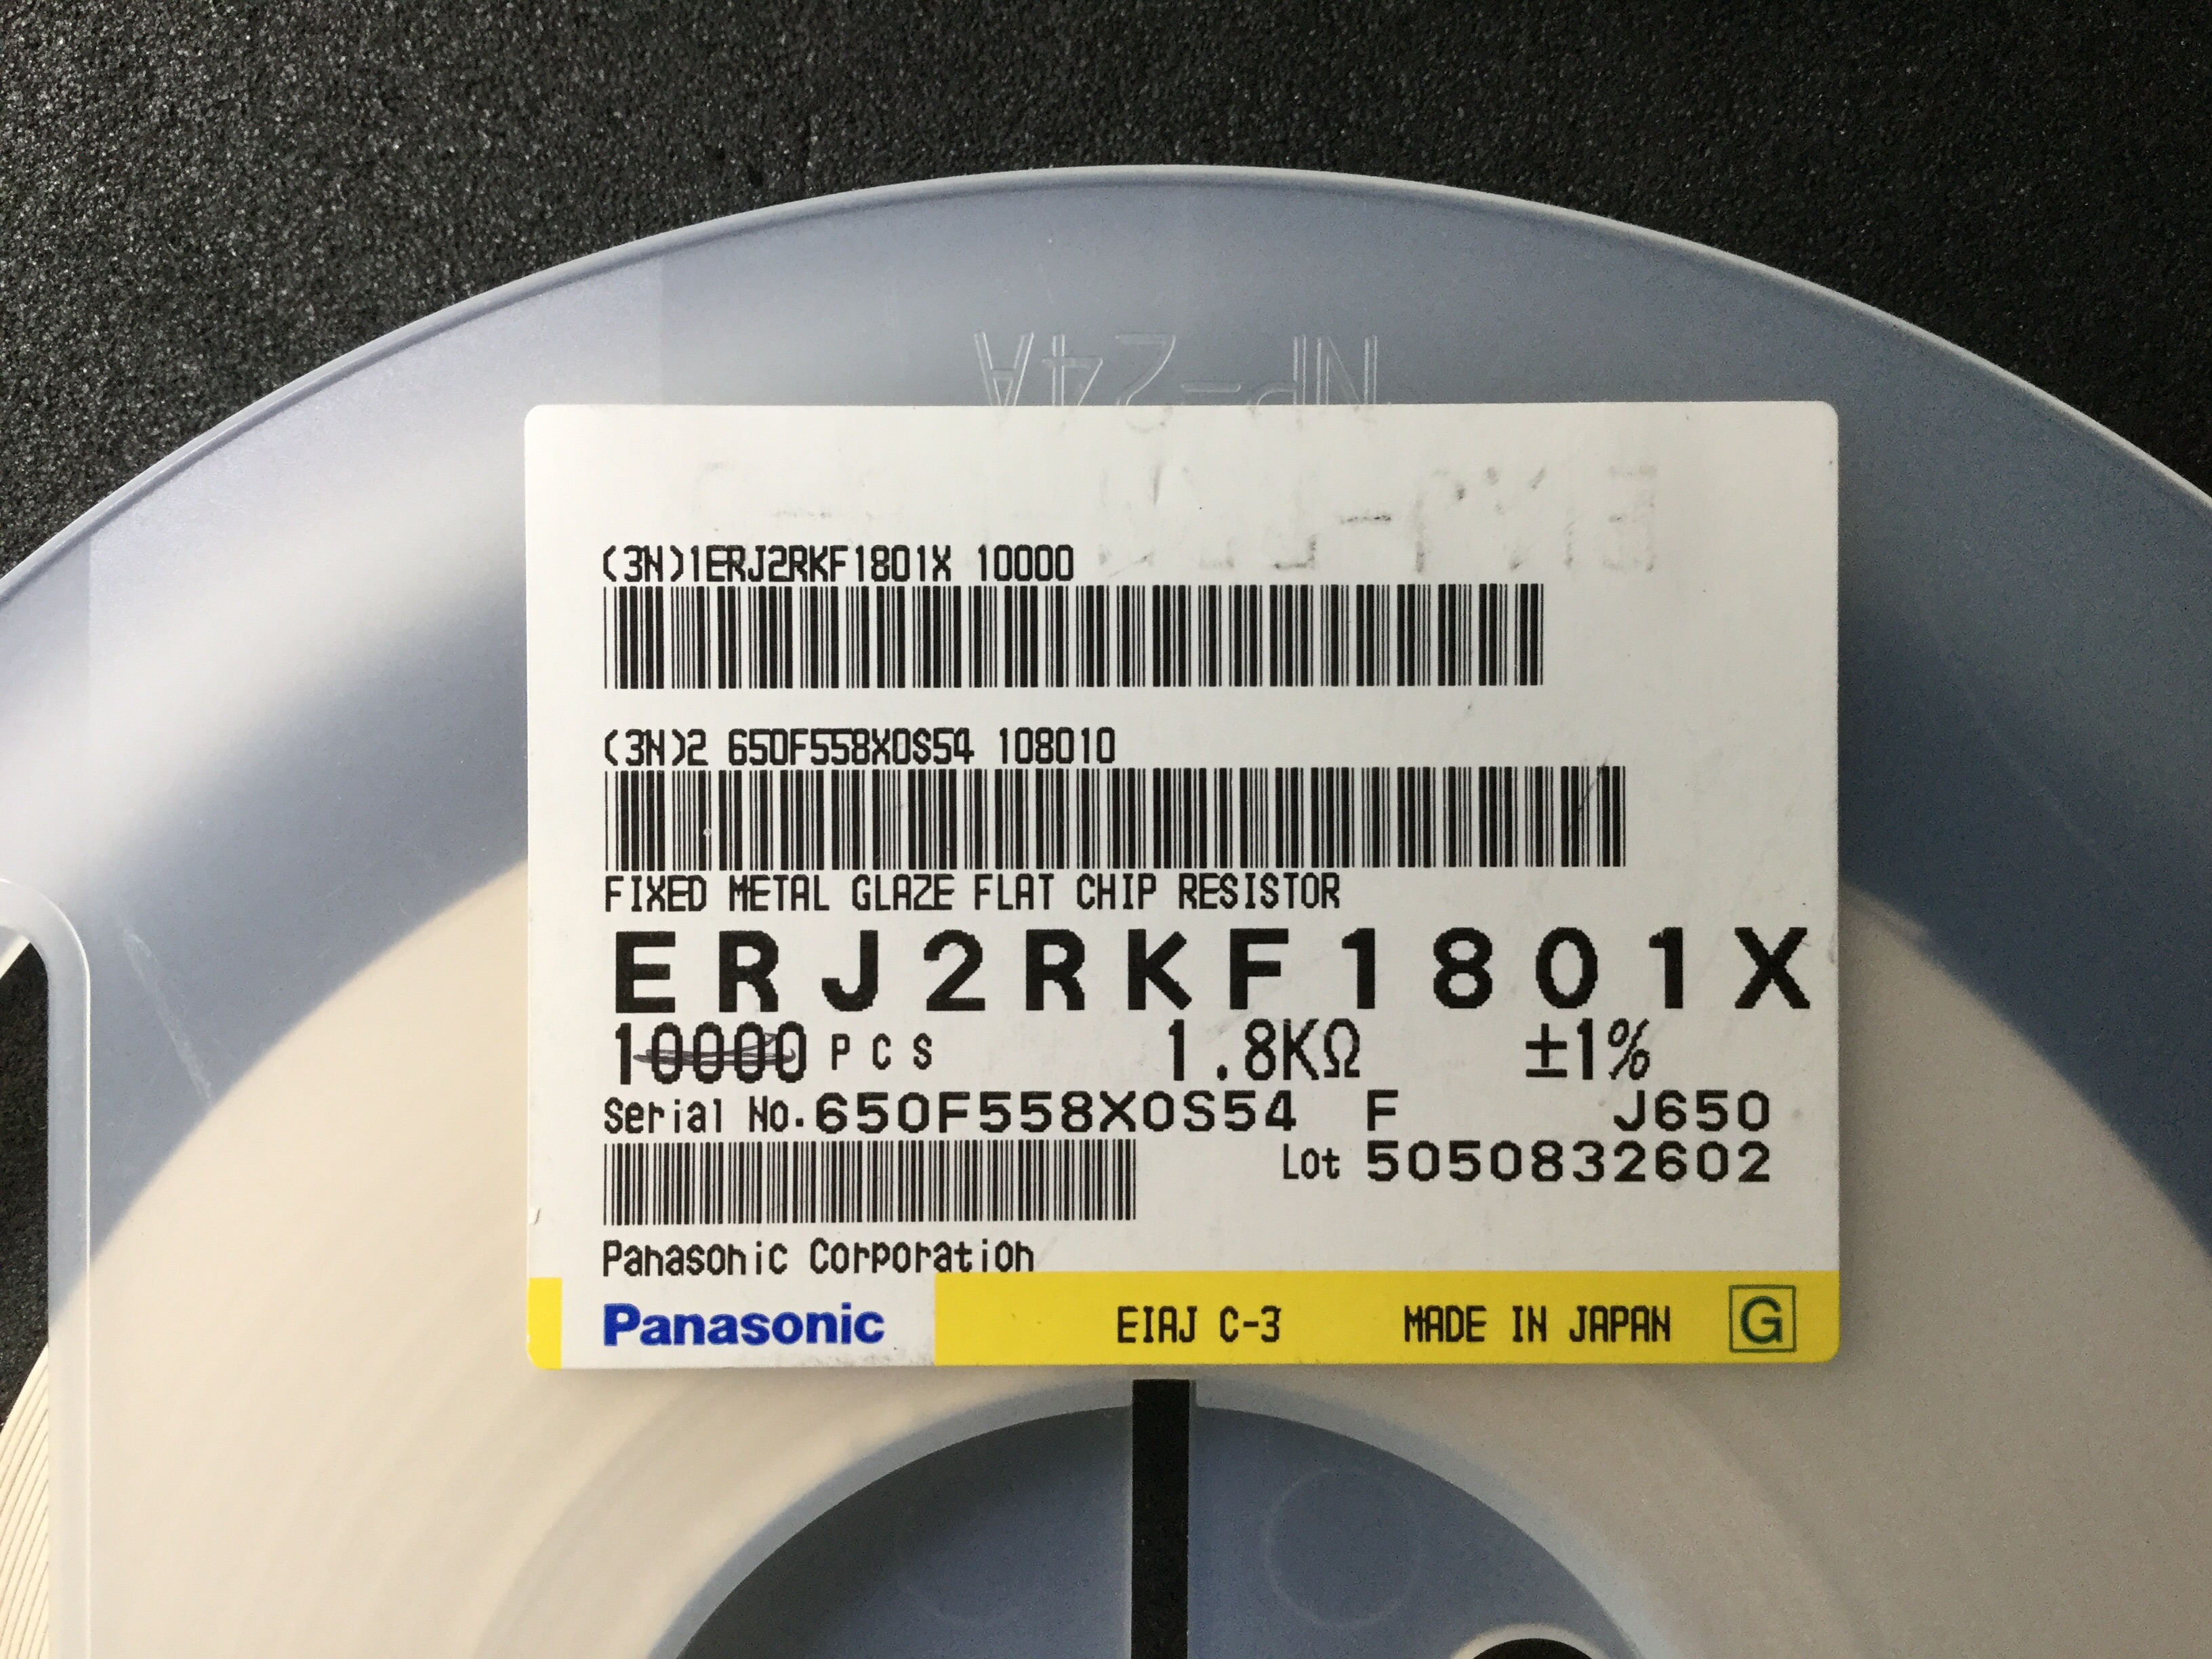 NP-24A
(3N)1ERJ2RKF1801X 10000
(3N)2 650F558X0S54 108010
FIXED METAL GLAZE FLAT CHIP RESISTOR
ERJ2RKF1801X
10000 PCS 1.8KΩ ±1%
Serial No.650F558X0S54 F J650
Lot 5050832602
Panasonic Corporation
Panasonic EIAJ C-3 MADE IN JAPAN G